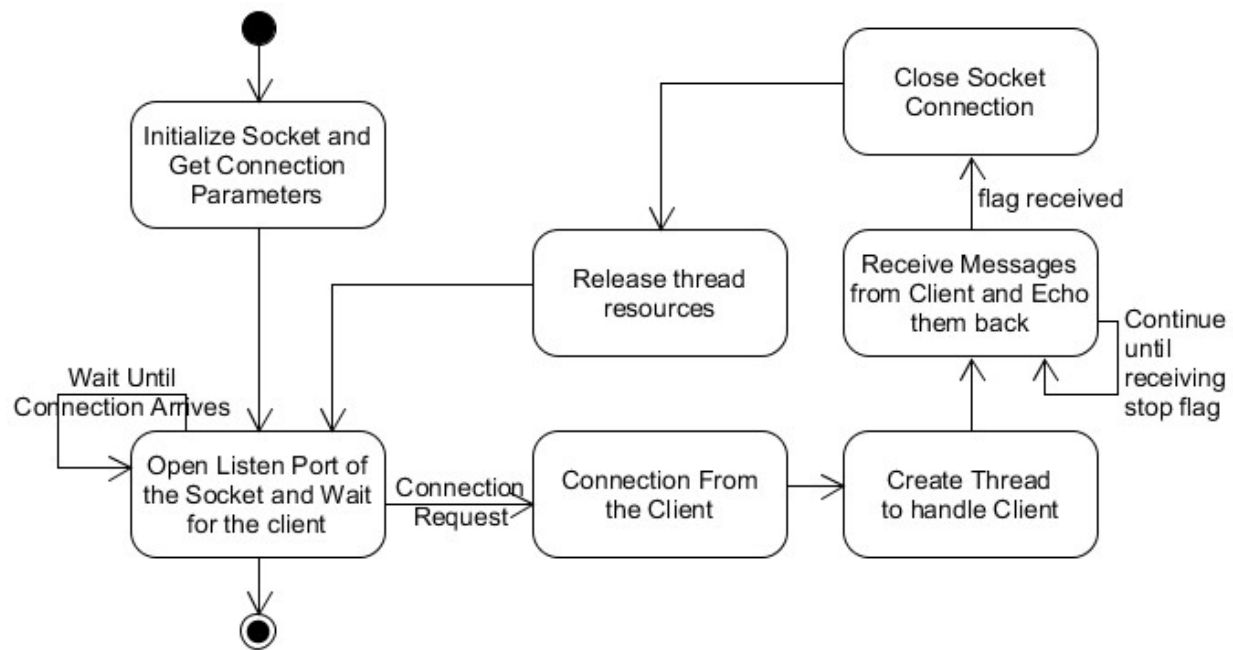 Initialize Socket and
Get Connection
Parameters
Close Socket
Connection
flag received
Release thread
resources
Receive Messages
from Client and Echo
them back
Continue
until
receiving
stop flag
Wait Until
Connection Arrives
Open Listen Port of
the Socket and Wait
for the client
Connection
Request
Connection From
the Client
Create Thread
to handle Client